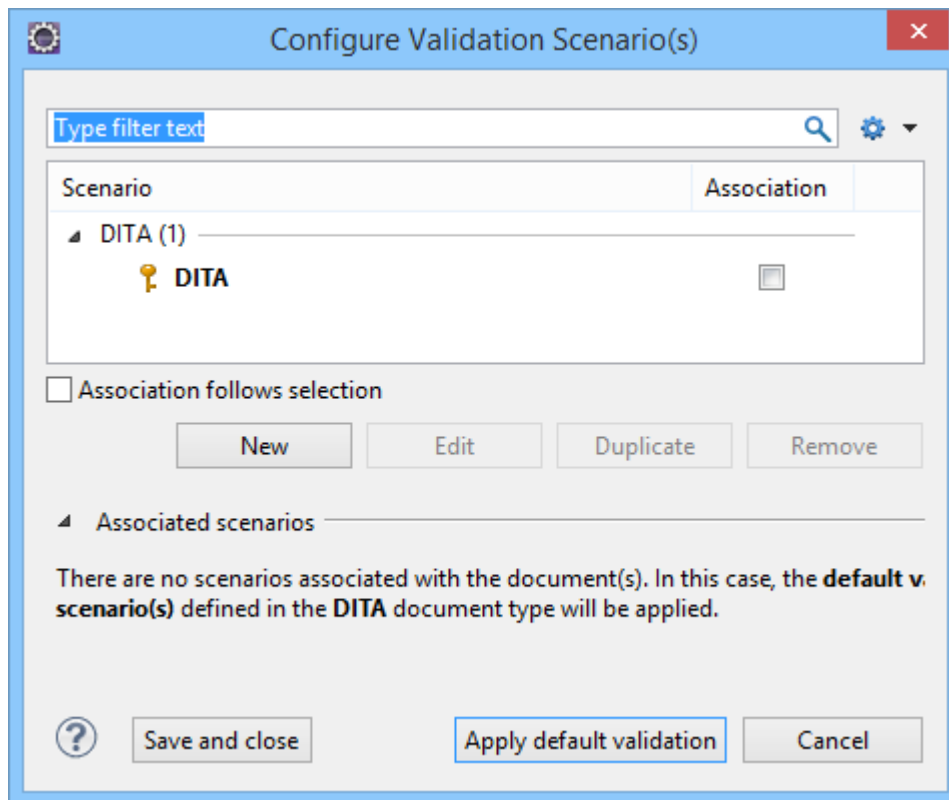 Configure Validation Scenario(s)
Type filter text
Scenario Association
DITA (1)
DITA
Association follows selection
New Edit Duplicate Remove
Associated scenarios
There are no scenarios associated with the document(s). In this case, the default
scenario(s) defined in the DITA document type will be applied.
Save and close Apply default validation Cancel